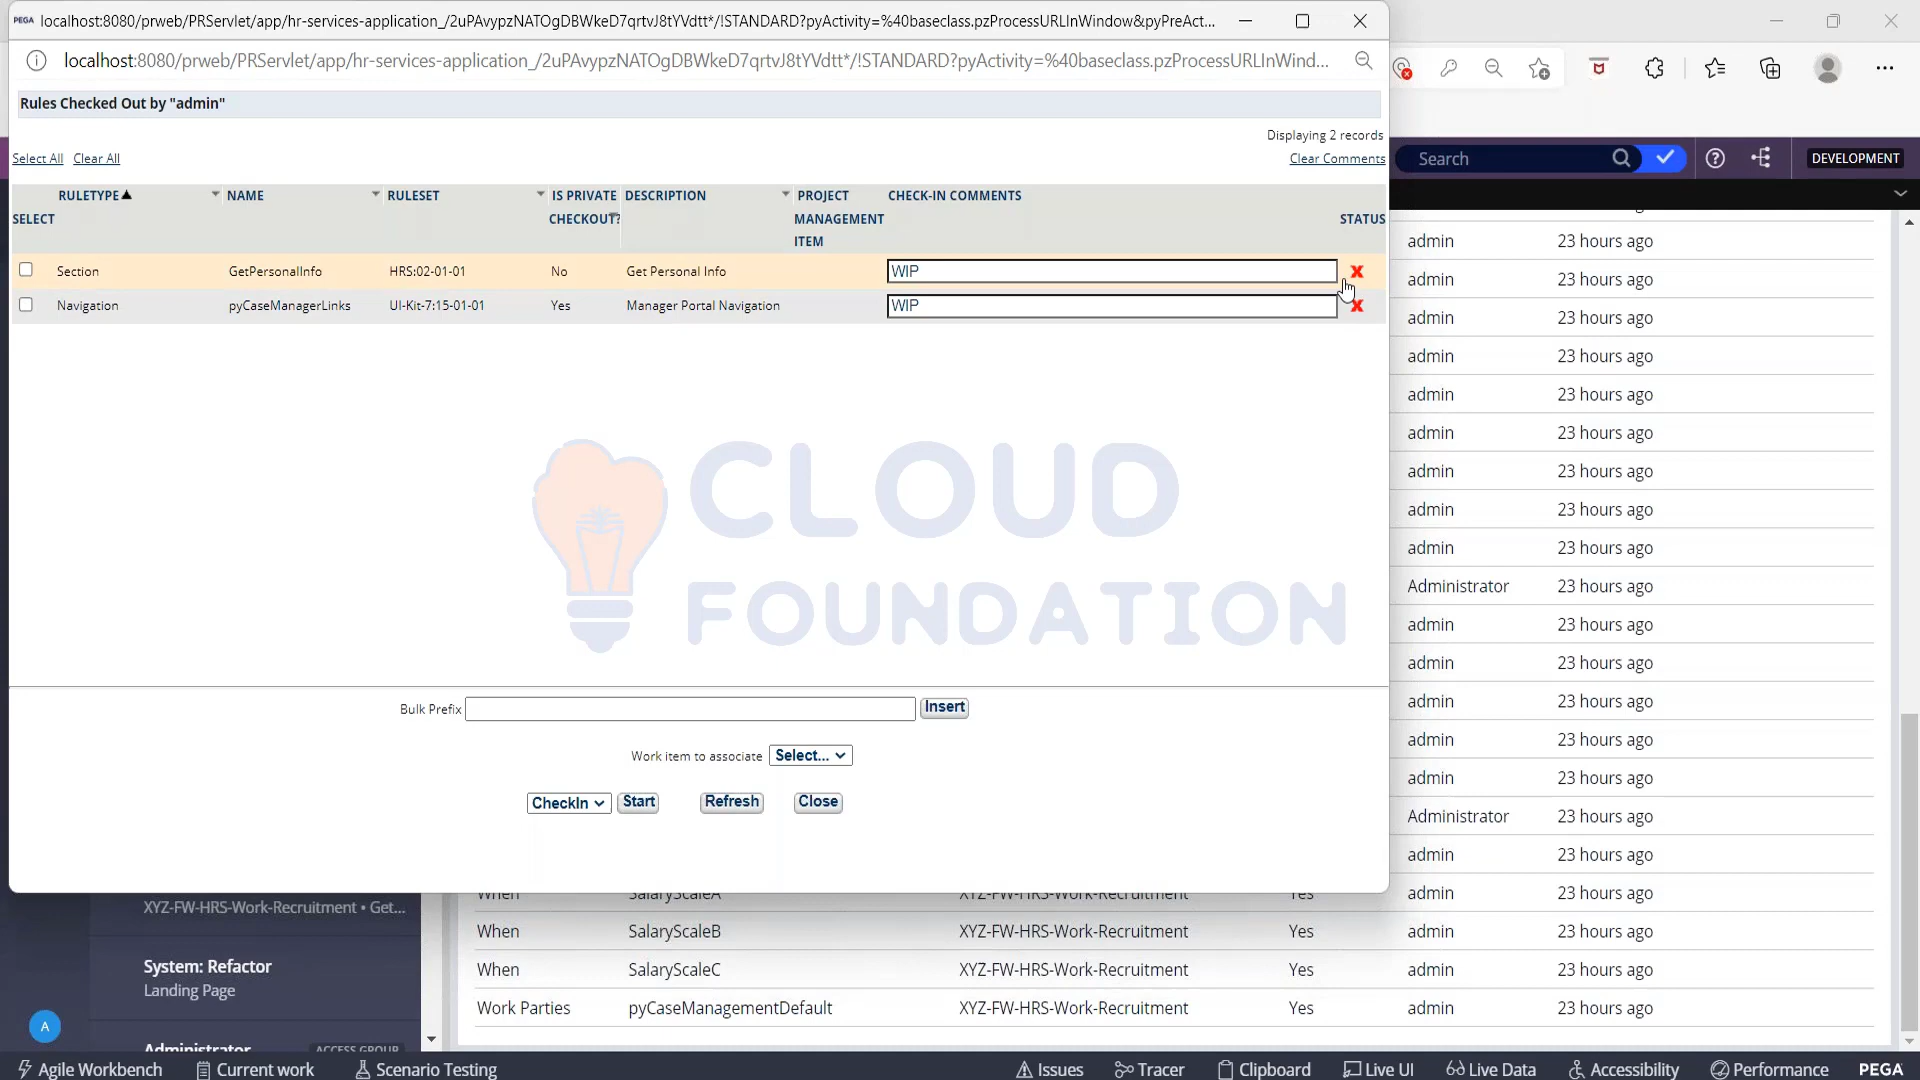 PEGA localhost:8080/prweb/PRServlet/app/hr-services-application_/2uPAvypzNATOgDBWkeD7qrtvJ8tYVdtt*/!STANDARD?pyActivity=%40baseclass.pzProcessURLInWindow&pyPreAct...
localhost:8080/prweb/PRServlet/app/hr-services-application_/2uPAvypzNATOgDBWkeD7qrtvJ8tYVdtt*/!STANDARD?pyActivity=%40baseclass.pzProcessURLInWind...
Rules Checked Out by "admin"
Displaying 2 records
Select All Clear All Clear Comments
Search DEVELOPMENT
SELECT RULETYPE NAME RULESET IS PRIVATE CHECKOUT? DESCRIPTION PROJECT MANAGEMENT ITEM CHECK-IN COMMENTS STATUS
Section GetPersonalInfo HRS:02-01-01 No Get Personal Info WIP X
Navigation pyCaseManagerLinks UI-Kit-7:15-01-01 Yes Manager Portal Navigation WIP X
CLOUD
FOUNDATION
Bulk Prefix Insert
Work item to associate Select...
CheckIn Start Refresh Close
admin 23 hours ago
admin 23 hours ago
admin 23 hours ago
admin 23 hours ago
admin 23 hours ago
admin 23 hours ago
admin 23 hours ago
admin 23 hours ago
admin 23 hours ago
Administrator 23 hours ago
admin 23 hours ago
admin 23 hours ago
admin 23 hours ago
admin 23 hours ago
admin 23 hours ago
Administrator 23 hours ago
admin 23 hours ago
When SalaryScaleA XYZ-FW-HRS-Work-Recruitment Yes admin 23 hours ago
When SalaryScaleB XYZ-FW-HRS-Work-Recruitment Yes admin 23 hours ago
When SalaryScaleC XYZ-FW-HRS-Work-Recruitment Yes admin 23 hours ago
Work Parties pyCaseManagementDefault XYZ-FW-HRS-Work-Recruitment Yes admin 23 hours ago
XYZ-FW-HRS-Work-Recruitment • Get...
System: Refactor
Landing Page
A
Administrator ACCESS GROUP
Agile Workbench Current work Scenario Testing Issues Tracer Clipboard Live UI Live Data Accessibility Performance PEGA